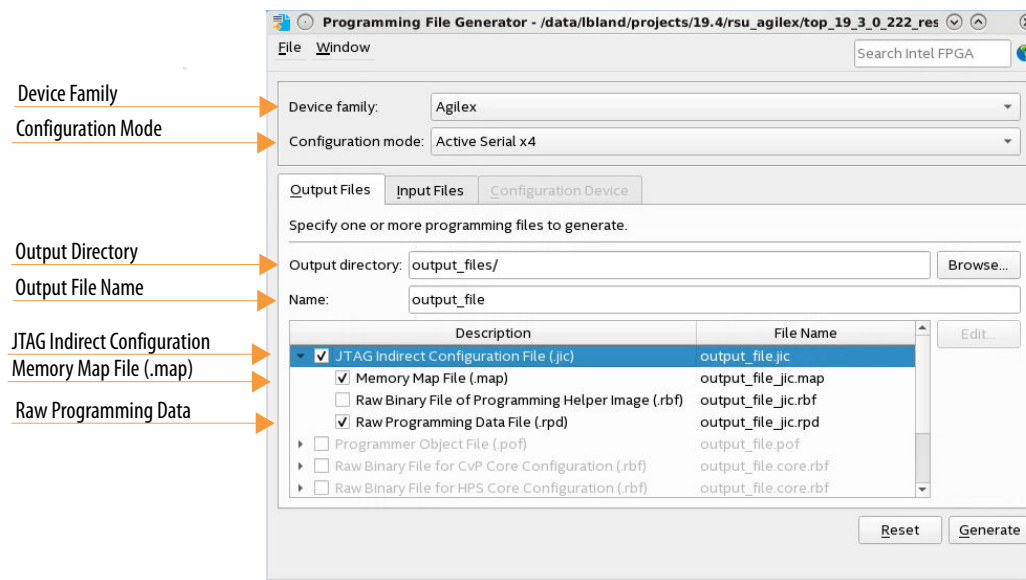 Programming File Generator - /data/lbland/projects/19.4/rsu_agilex/top_19_3_0_222_res
File Window
Search Intel FPGA
Device Family
Device family: Agilex
Configuration Mode
Configuration mode: Active Serial x4
Output Files Input Files Configuration Device
Specify one or more programming files to generate.
Output Directory
Output directory: output_files/ Browse...
Output File Name
Name: output_file
Description File Name
Edit...
JTAG Indirect Configuration
JTAG Indirect Configuration File (.jic) output_file.jic
Memory Map File (.map)
Memory Map File (.map) output_file_jic.map
Raw Binary File of Programming Helper Image (.rbf) output_file_jic.rbf
Raw Programming Data
Raw Programming Data File (.rpd) output_file_jic.rpd
Programmer Object File (.pof) output_file.pof
Raw Binary File for CvP Core Configuration (.rbf) output_file.core.rbf
Raw Binary File for HPS Core Configuration (.rbf) output_file.core.rbf
Reset Generate